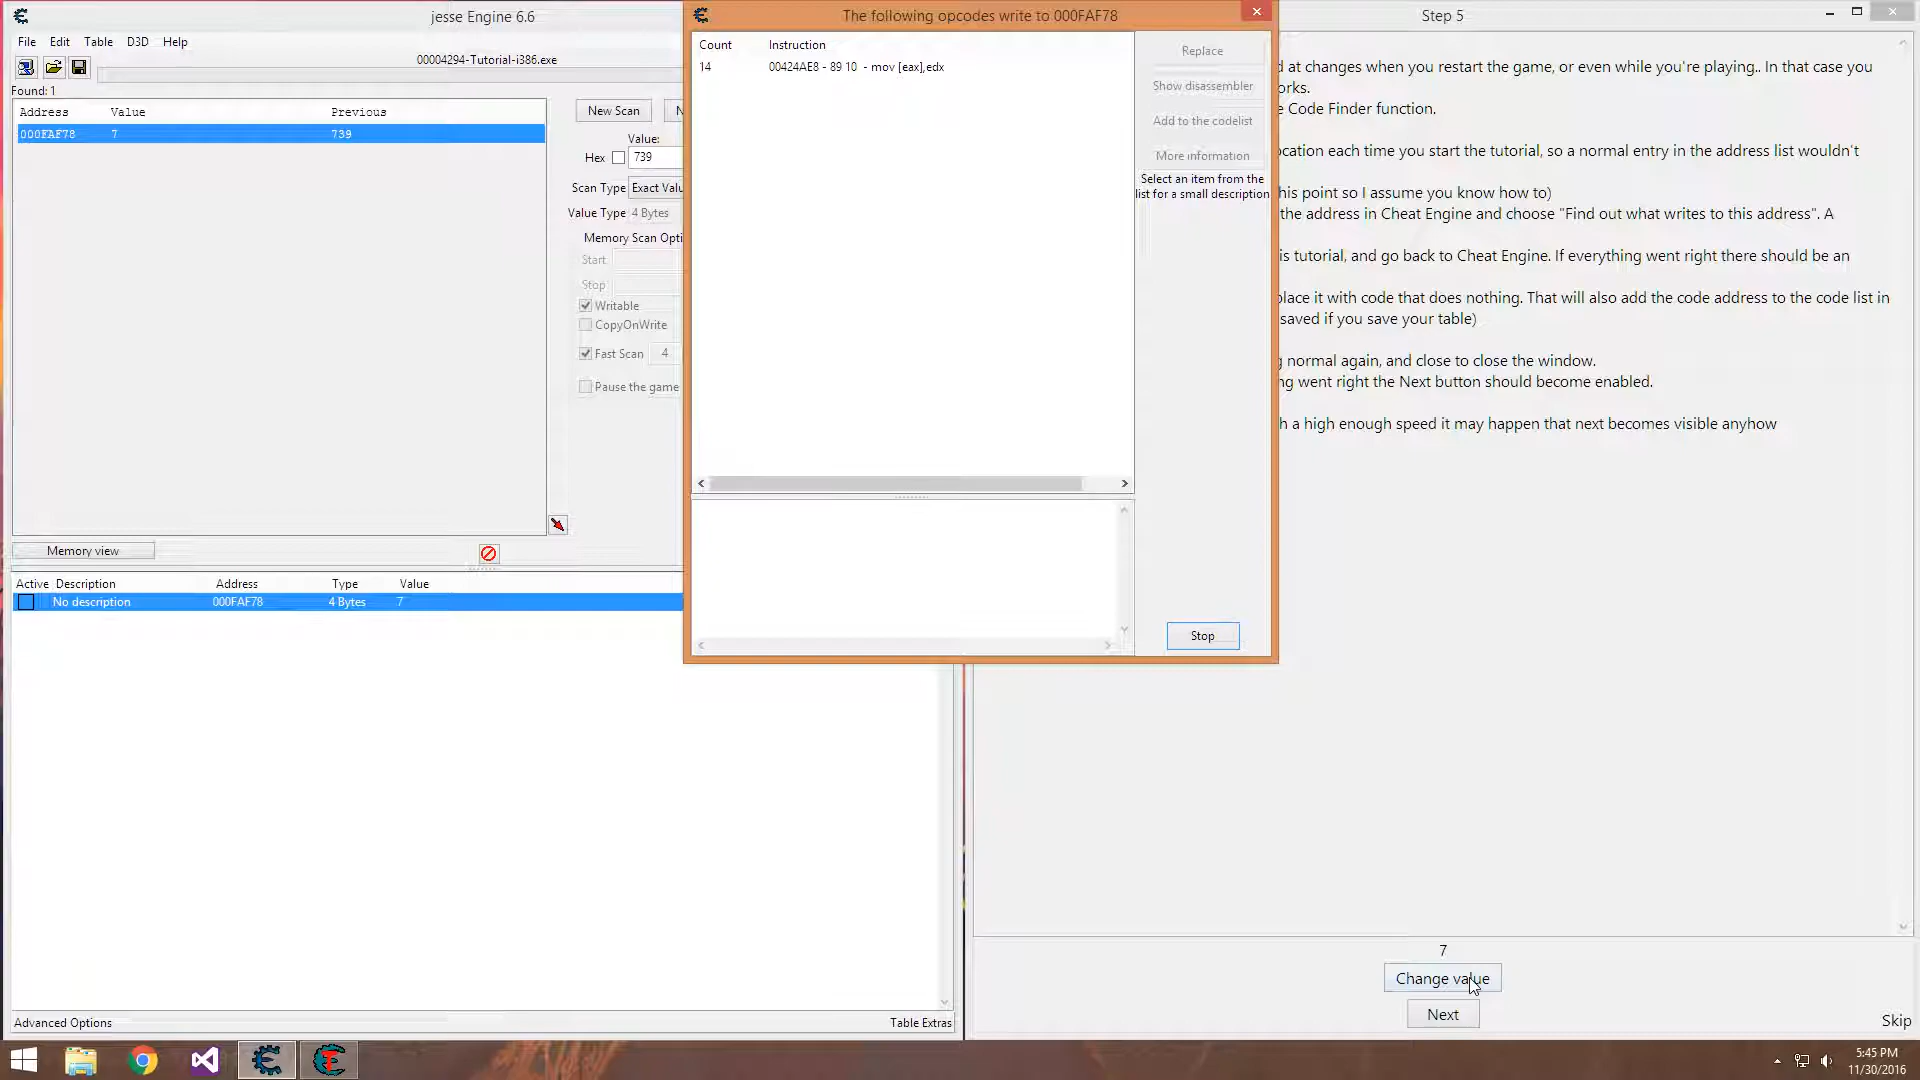 jesse Engine 6.6
File Edit Table D3D Help
00004294-Tutorial-i386.exe
Found: 1
Address Value Previous
000FAF78 7 739
New Scan N
Value:
Hex 739
Scan Type Exact Valu
Value Type 4 Bytes
Memory Scan Opti
Start
Stop
Writable
CopyOnWrite
Fast Scan 4
Pause the game
Memory view
Active Description Address Type Value
No description 000FAF78 4 Bytes 7
Advanced Options Table Extras
The following opcodes write to 000FAF78
Count Instruction
14 00424AE8 - 89 10 - mov [eax],edx
Replace
Show disassembler
Add to the codelist
More information
Select an item from the
list for a small description
Stop
Step 5
d at changes when you restart the game, or even while you're playing.. In that case you
orks.
e Code Finder function.
ocation each time you start the tutorial, so a normal entry in the address list wouldn't
his point so I assume you know how to)
the address in Cheat Engine and choose "Find out what writes to this address". A
is tutorial, and go back to Cheat Engine. If everything went right there should be an
place it with code that does nothing. That will also add the code address to the code list in
saved if you save your table)
g normal again, and close to close the window.
ng went right the Next button should become enabled.
h a high enough speed it may happen that next becomes visible anyhow
7
Change value
Next
Skip
5:45 PM
11/30/2016